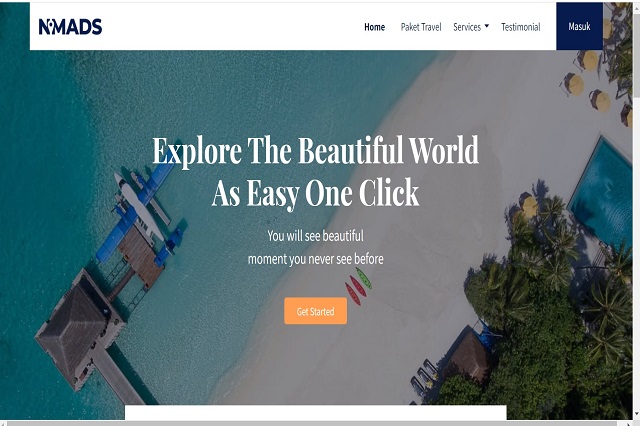 NOMADS
Home Paket Travel Services Testimonial Masuk
Explore The Beautiful World
As Easy One Click
You will see beautiful
moment you never see before
Get Started